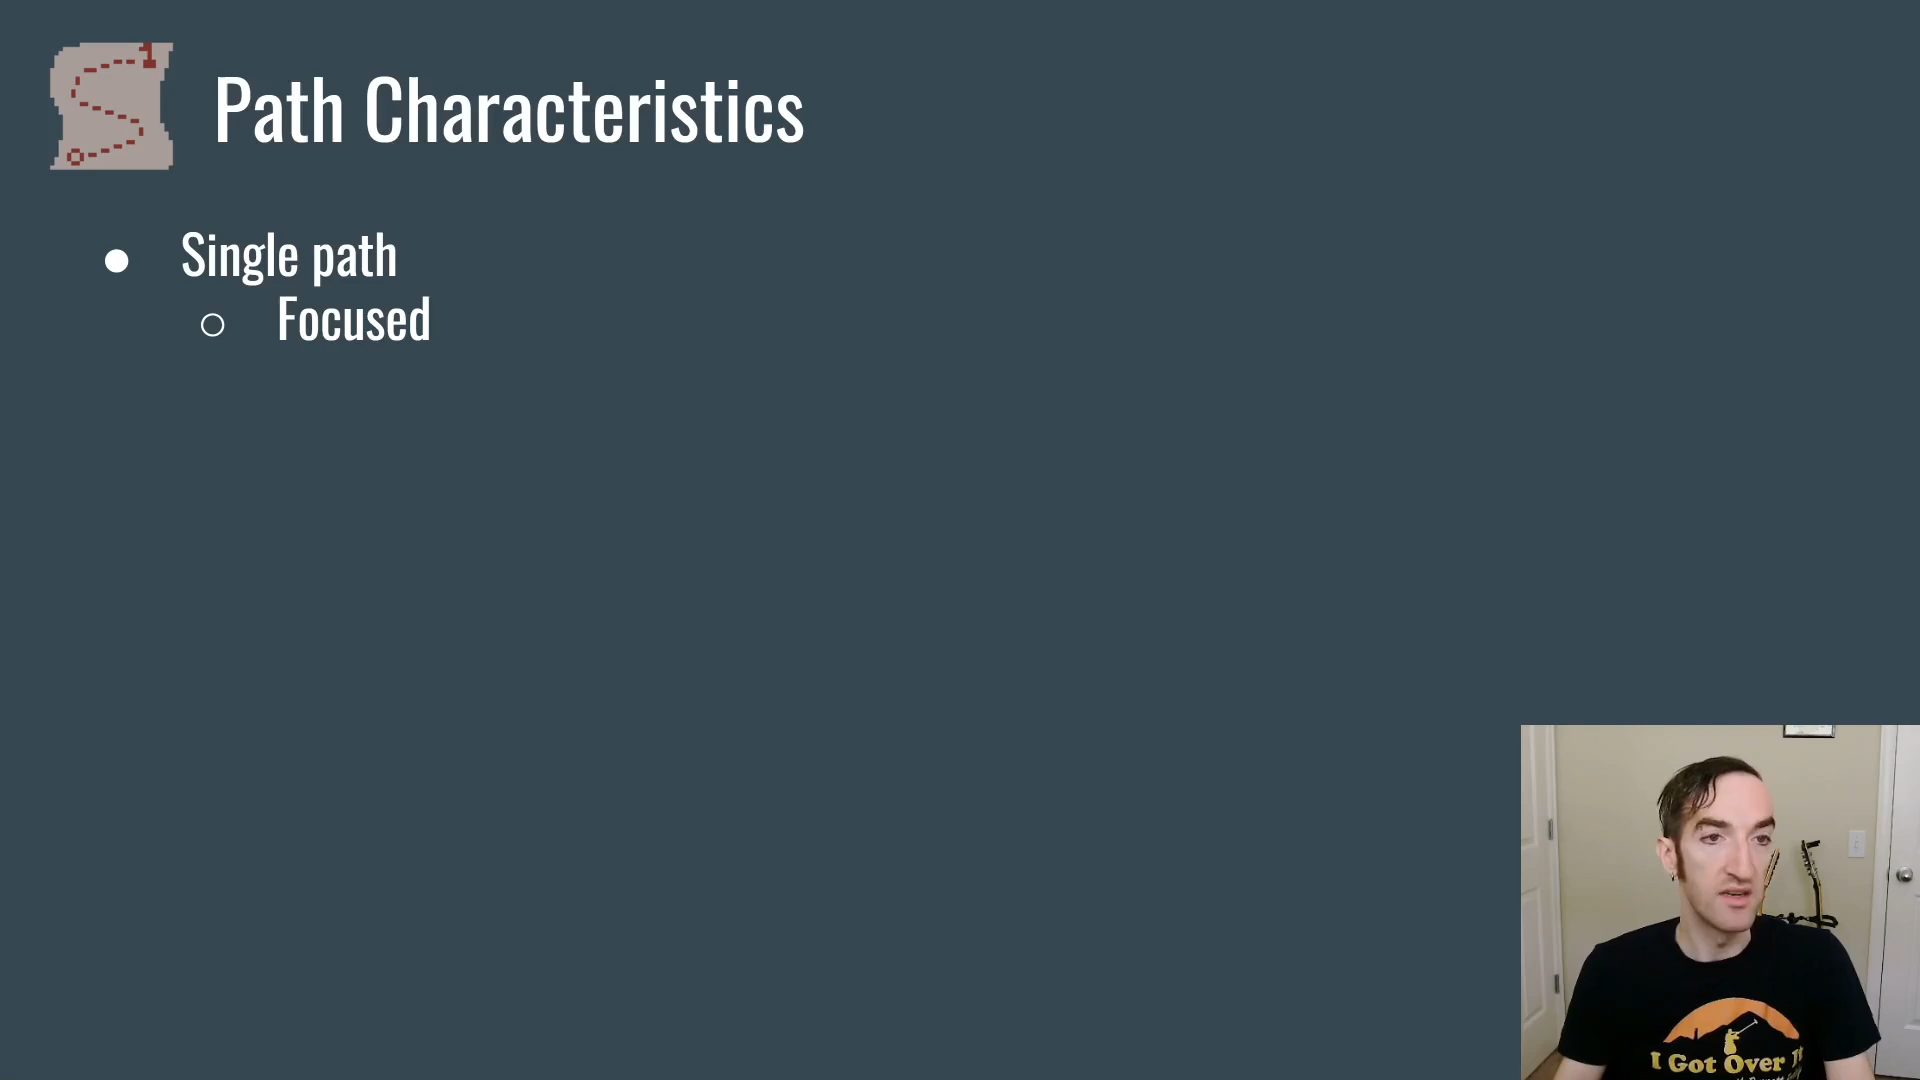 Path Characteristics
● Single path
○ Focused
I Got Over